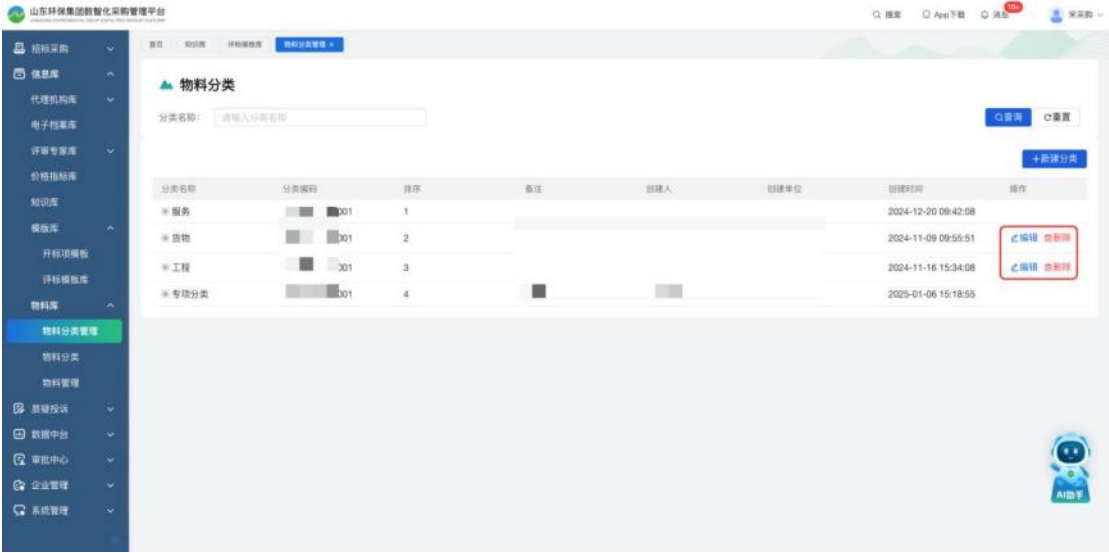 山东环保集团数智化采购管理平台
搜索 App下载 消息 10+ 宋采购
招标采购
信息库
代理机构库
电子档案库
评审专家库
价格指标库
知识库
模版库
开标项模板
评标模板库
物料库
物料分类管理
物料分类
物料管理
质疑投诉
数据中台
审批中心
企业管理
系统管理
首页 知识库 评标模板库 物料分类管理 ×
物料分类
分类名称: 请输入分类名称
查询 重置
+新建分类
分类名称 分类编码 排序 备注 创建人 创建单位 创建时间 操作
服务 001 1 2024-12-20 09:42:08
货物 001 2 2024-11-09 09:55:51 编辑 删除
工程 001 3 2024-11-16 15:34:08 编辑 删除
专项分类 001 4 2025-01-06 15:18:55
AI助手